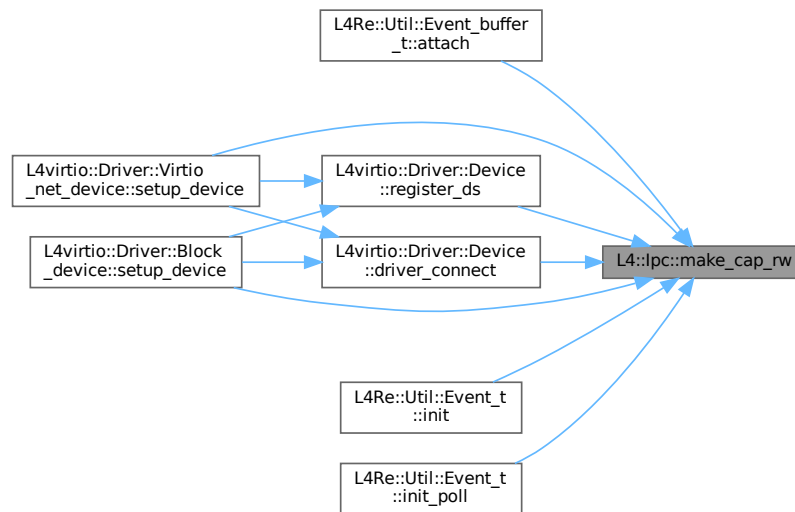 L4Re::Util::Event_buffer
_t::attach
L4virtio::Driver::Virtio
_net_device::setup_device
L4virtio::Driver::Device
::register_ds
L4virtio::Driver::Block
_device::setup_device
L4virtio::Driver::Device
::driver_connect
L4::Ipc::make_cap_rw
L4Re::Util::Event_t
::init
L4Re::Util::Event_t
::init_poll